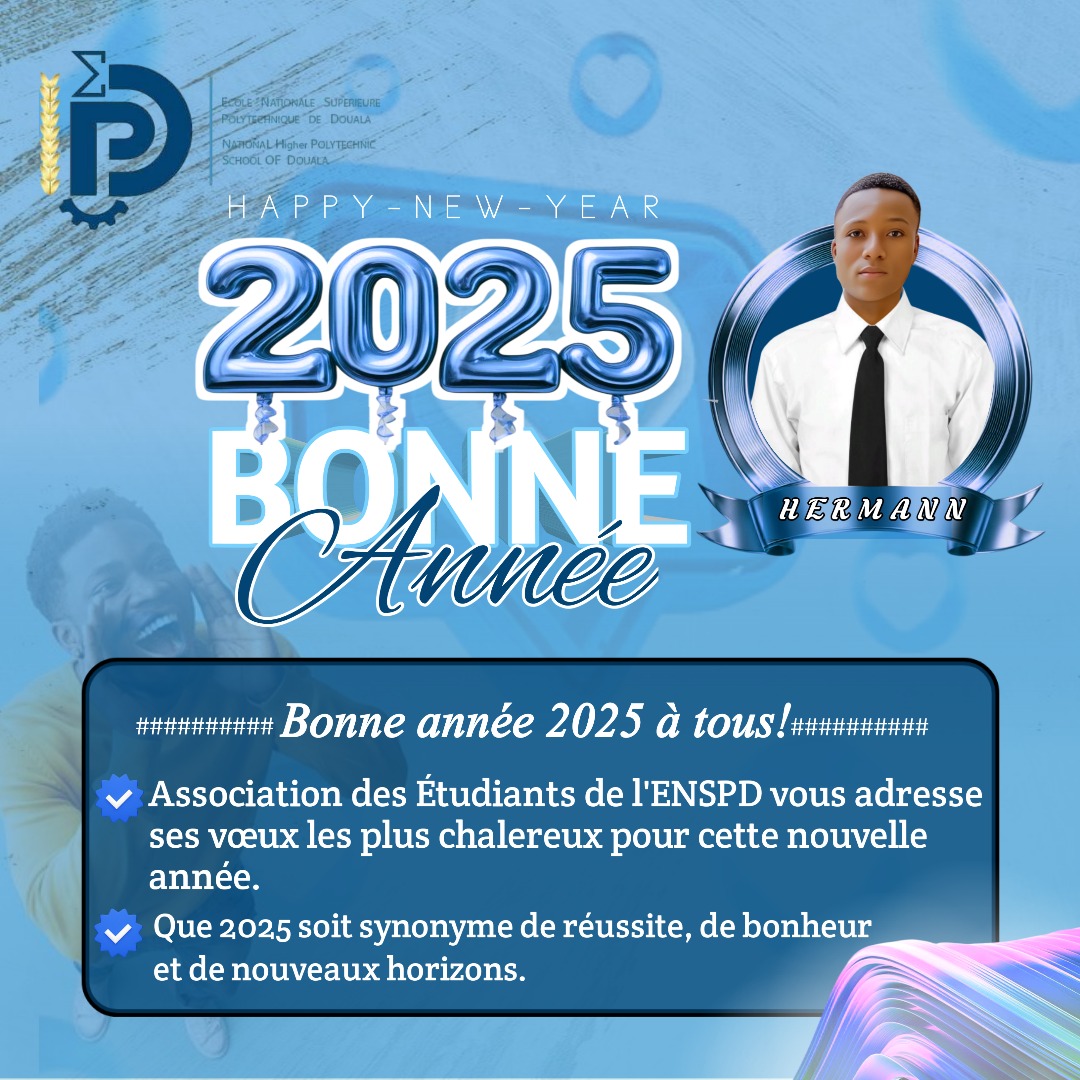 ECOLE NATIONALE SUPERIEURE
POLYTECHNIQUE DE DOUALA
NATIONAL Higher POLYTECHNIC
SCHOOL OF DOUALA
HAPPY-NEW-YEAR
2025
BONNE
Année
HERMANN
########## Bonne année 2025 à tous!##########
Association des Étudiants de l'ENSPD vous adresse
ses vœux les plus chalereux pour cette nouvelle
année.
Que 2025 soit synonyme de réussite, de bonheur
et de nouveaux horizons.